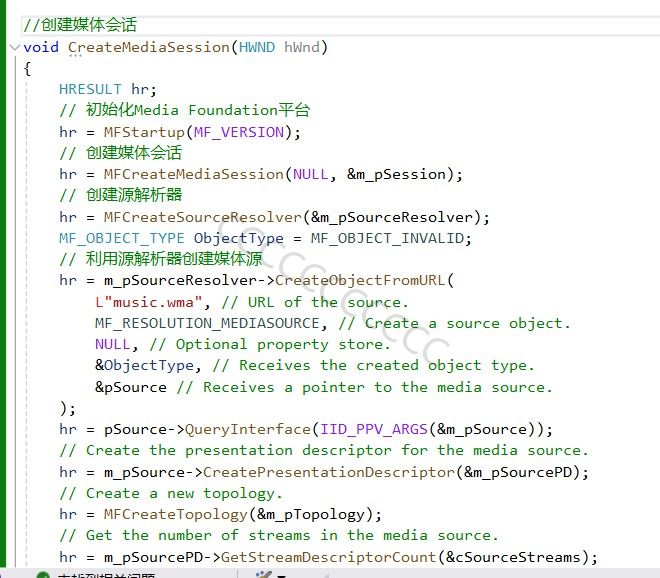 //创建媒体会话
void CreateMediaSession(HWND hWnd)
{
HRESULT hr;
// 初始化Media Foundation平台
hr = MFStartup(MF_VERSION);
// 创建媒体会话
hr = MFCreateMediaSession(NULL, &m_pSession);
// 创建源解析器
hr = MFCreateSourceResolver(&m_pSourceResolver);
MF_OBJECT_TYPE ObjectType = MF_OBJECT_INVALID;
// 利用源解析器创建媒体源
hr = m_pSourceResolver->CreateObjectFromURL(
L"music.wma", // URL of the source.
MF_RESOLUTION_MEDIASOURCE, // Create a source object.
NULL, // Optional property store.
&ObjectType, // Receives the created object type.
&pSource // Receives a pointer to the media source.
);
hr = pSource->QueryInterface(IID_PPV_ARGS(&m_pSource));
// Create the presentation descriptor for the media source.
hr = m_pSource->CreatePresentationDescriptor(&m_pSourcePD);
// Create a new topology.
hr = MFCreateTopology(&m_pTopology);
// Get the number of streams in the media source.
hr = m_pSourcePD->GetStreamDescriptorCount(&cSourceStreams);
未找到相关问题